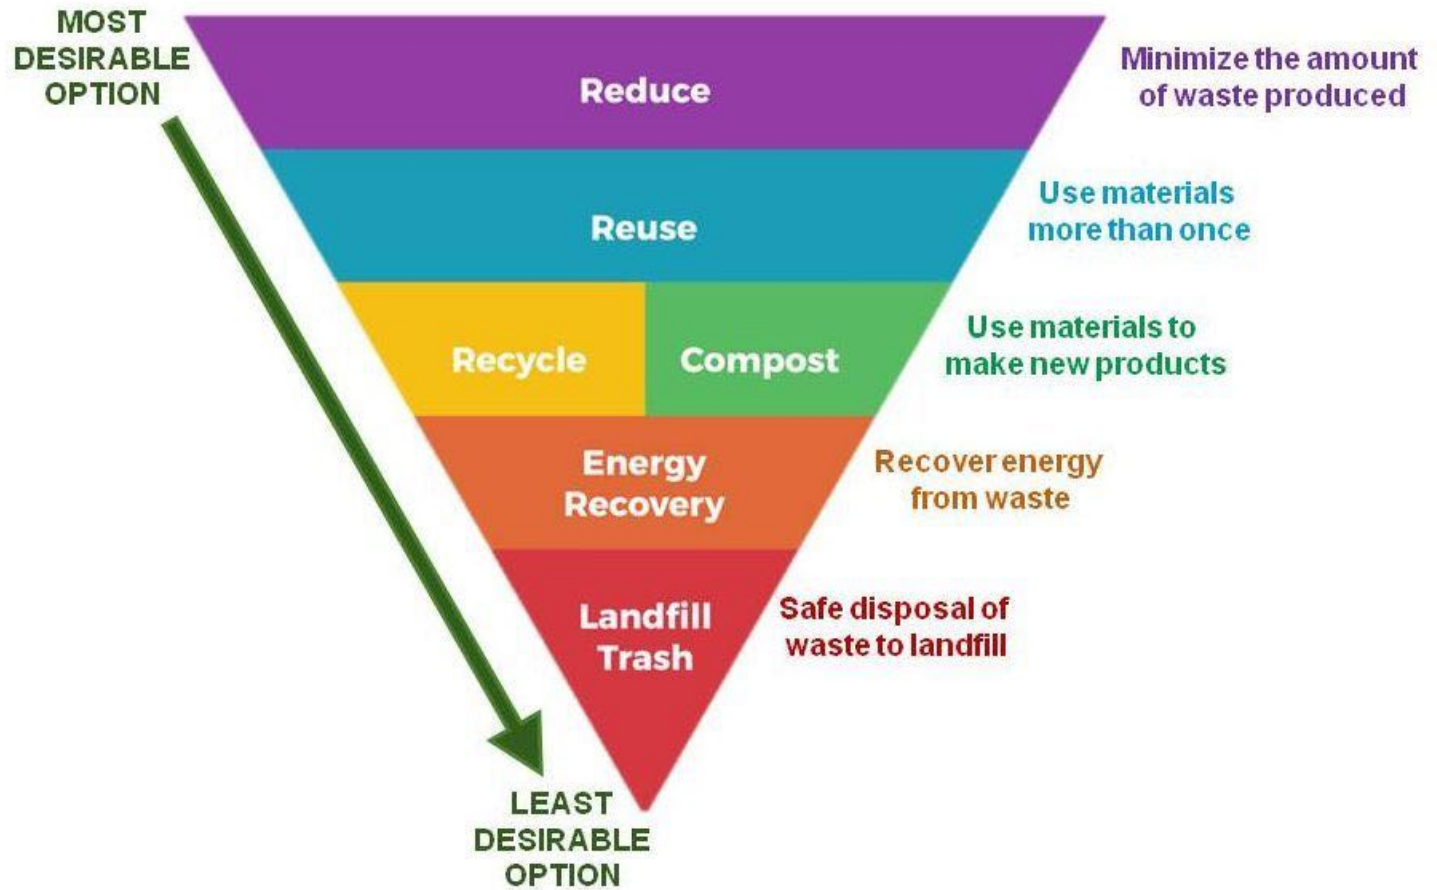 MOST
DESIRABLE
OPTION
Reduce
Minimize the amount
of waste produced
Reuse
Use materials
more than once
Recycle
Compost
Use materials to
make new products
Energy
Recovery
Recover energy
from waste
Landfill
Trash
Safe disposal of
waste to landfill
LEAST
DESIRABLE
OPTION